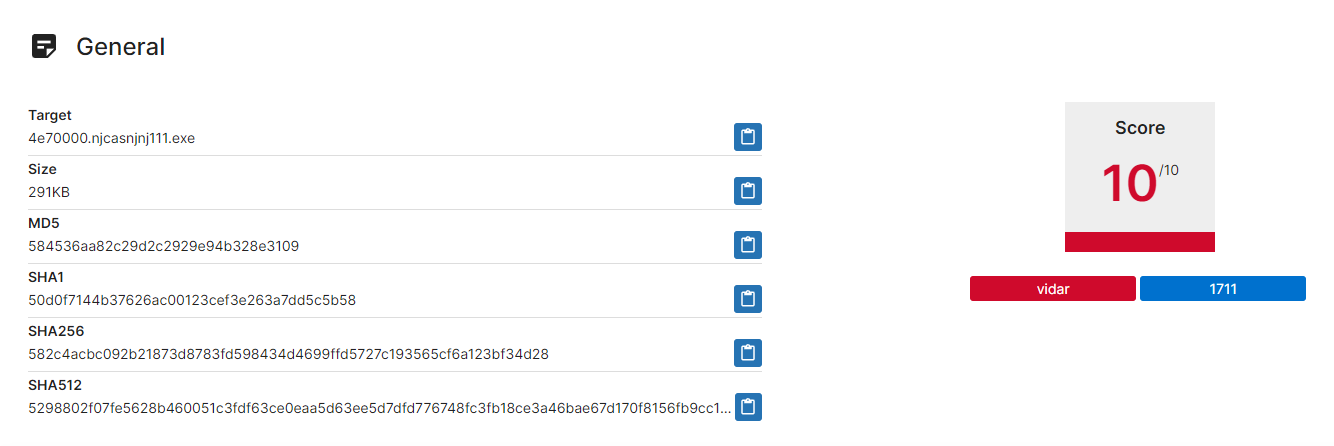 General
Target
4e70000.njcasnjnj111.exe
Size
291KB
MD5
584536aa82c29d2c2929e94b328e3109
SHA1
50d0f7144b37626ac00123cef3e263a7dd5c5b58
SHA256
582c4acbc092b21873d8783fd598434d4699ffd5727c193565cf6a123bf34d28
SHA512
5298802f07fe5628b460051c3fdf63ce0eaa5d63ee5d7dfd776748fc3fb18ce3a46bae67d170f8156fb9cc1...
Score
10/10
vidar
1711